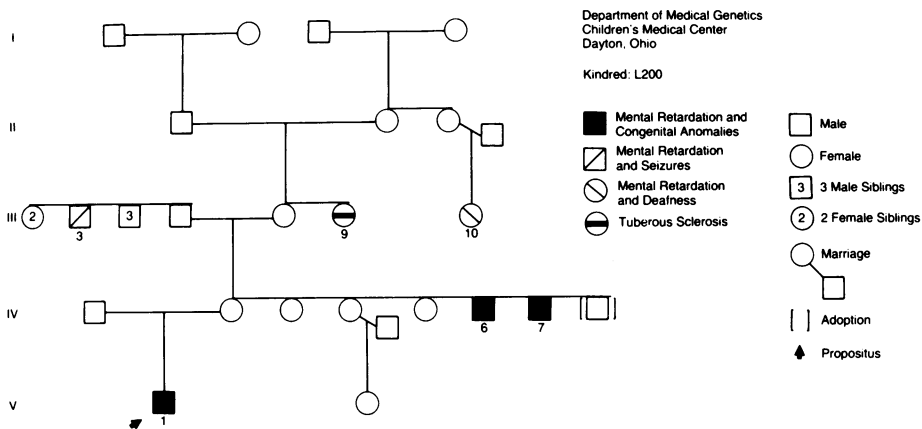 Department of Medical Genetics
Children's Medical Center
Dayton, Ohio
Kindred: L200
Mental Retardation and
Congenital Anomalies
Mental Retardation
and Seizures
Mental Retardation
and Deafness
Tuberous Sclerosis
Male
Female
3
3 Male Siblings
2
2 Female Siblings
Marriage
[ ] Adoption
Propositus
I
II
III
2
3
3
9
10
IV
6
7
V
1